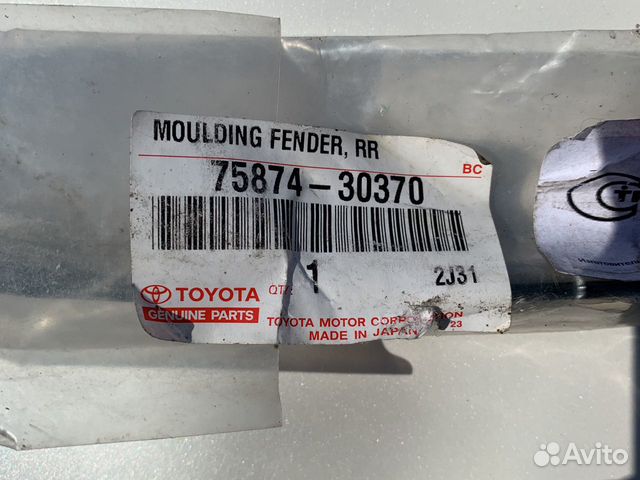 MOULDING FENDER, RR
BC
75874-30370
QTY. 1 2J31
TOYOTA
GENUINE PARTS
TOYOTA MOTOR CORPORATION
MADE IN JAPAN 23
Avito